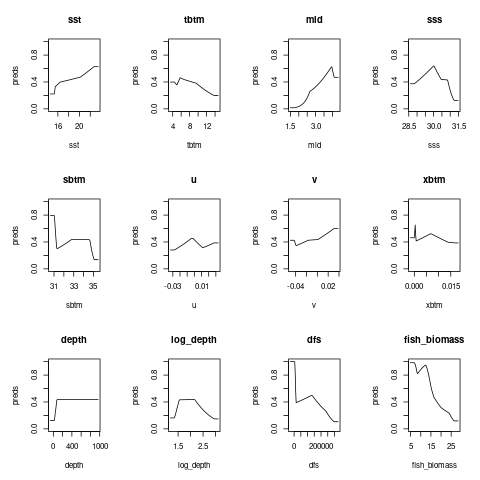 sst tbtm mld sss
preds 0.0 0.4 0.8 preds 0.0 0.4 0.8 preds 0.0 0.4 0.8 preds 0.0 0.4 0.8
16 20 4 8 12 1.5 3.0 28.5 30.0 31.5
sst tbtm mld sss
sbtm u v xbtm
preds 0.0 0.4 0.8 preds 0.0 0.4 0.8 preds 0.0 0.4 0.8 preds 0.0 0.4 0.8
31 33 35 -0.03 0.01 -0.04 0.02 0.000 0.015
sbtm u v xbtm
depth log_depth dfs fish_biomass
preds 0.0 0.4 0.8 preds 0.0 0.4 0.8 preds 0.0 0.4 0.8 preds 0.0 0.4 0.8
0 400 1000 1.5 2.5 0 200000 5 15 25
depth log_depth dfs fish_biomass